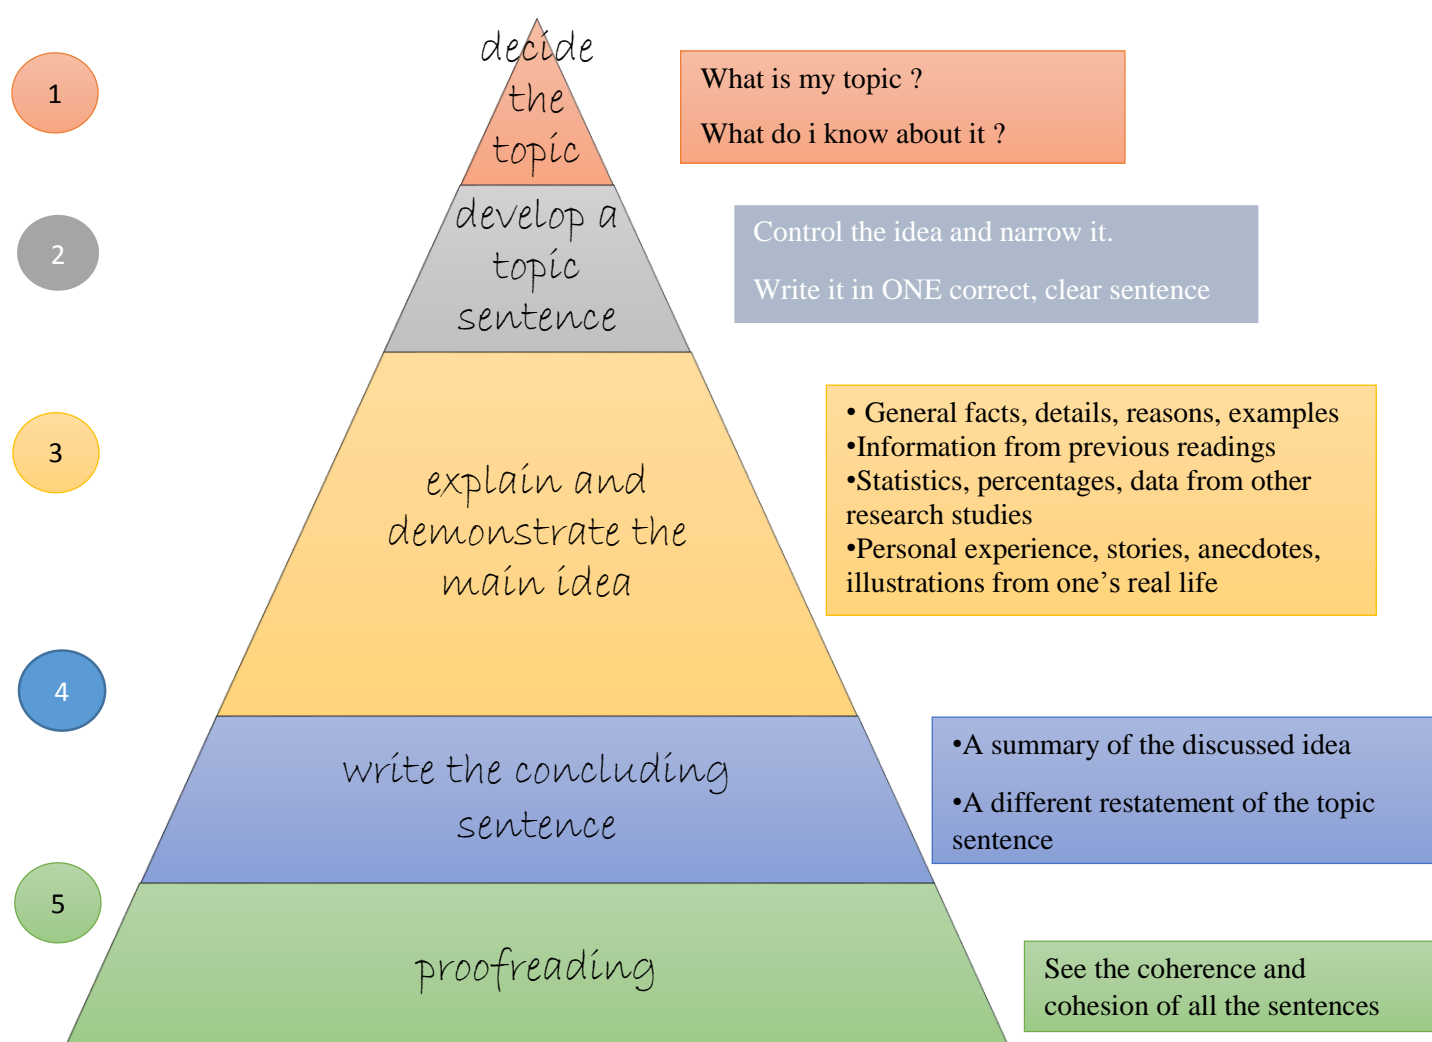 1
decide
the
topic
What is my topic ?
What do i know about it ?
2
develop a
topic
sentence
Control the idea and narrow it.
Write it in ONE correct, clear sentence
3
explain and
demonstrate the
main idea
• General facts, details, reasons, examples
•Information from previous readings
•Statistics, percentages, data from other
research studies
•Personal experience, stories, anecdotes,
illustrations from one’s real life
4
write the concluding
sentence
•A summary of the discussed idea
•A different restatement of the topic
sentence
5
proofreading
See the coherence and
cohesion of all the sentences